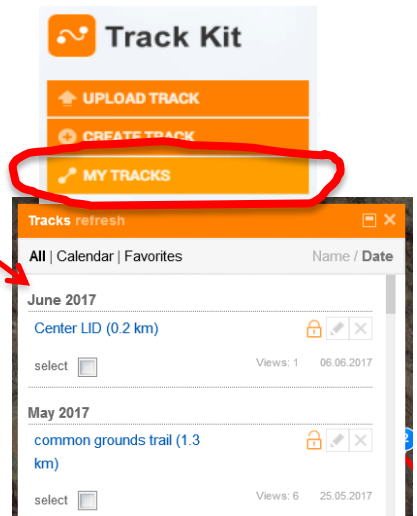 Track Kit
UPLOAD TRACK
CREATE TRACK
MY TRACKS
Tracks refresh
All | Calendar | Favorites Name / Date
June 2017
Center LID (0.2 km)
select Views: 1 06.06.2017
May 2017
common grounds trail (1.3
km)
2
select Views: 6 25.05.2017